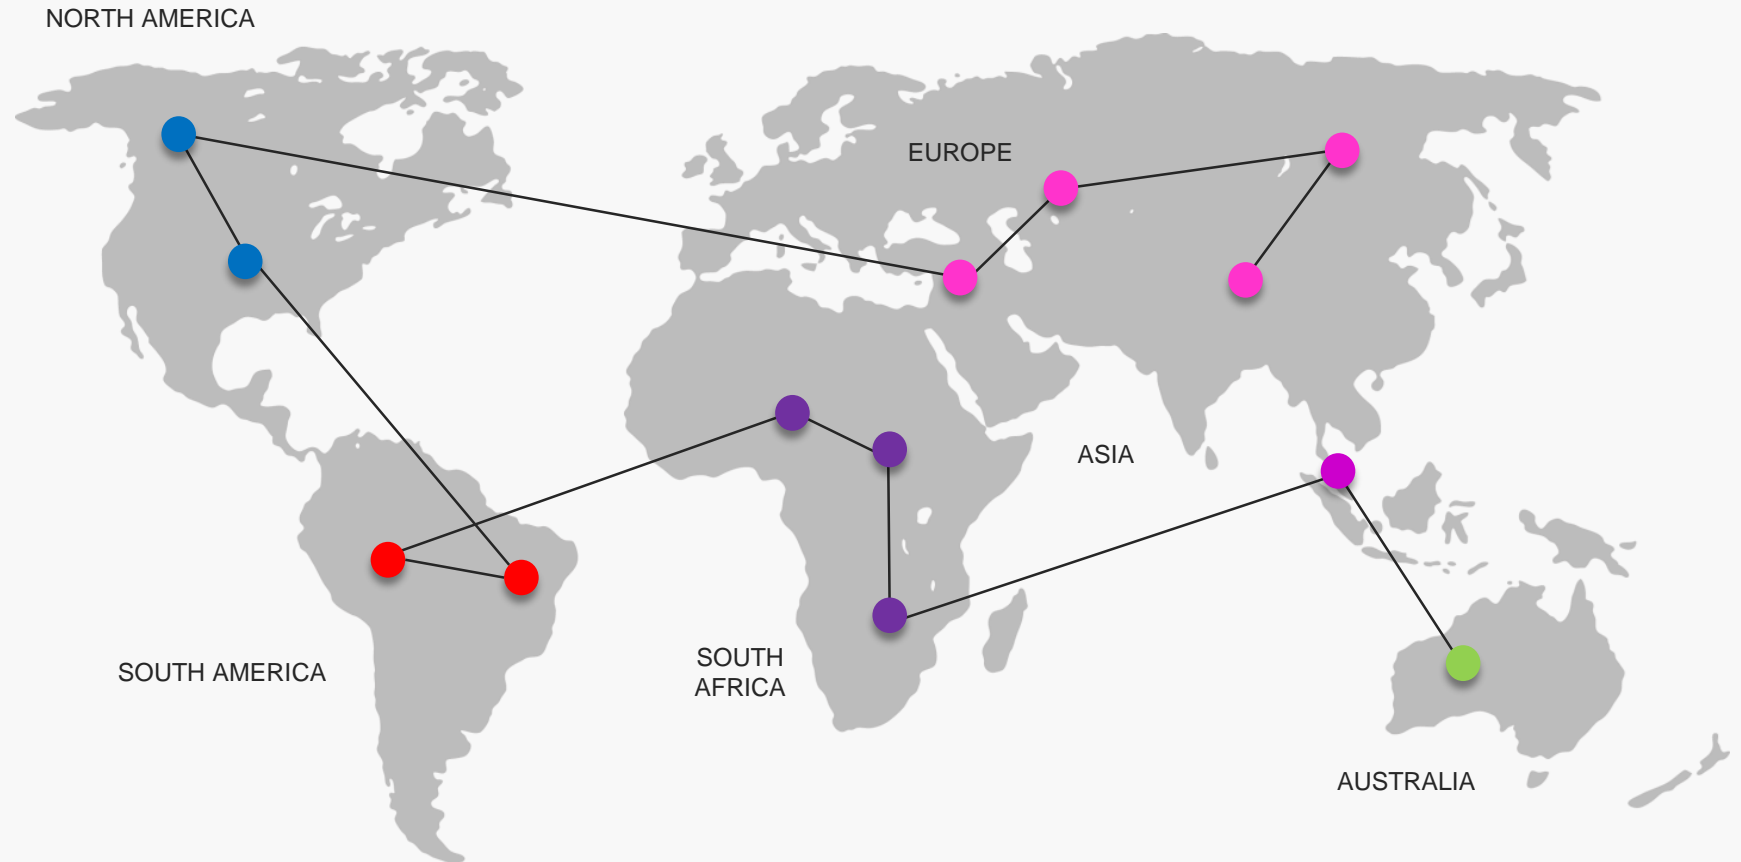 NORTH AMERICA
EUROPE
ASIA
SOUTH AMERICA
SOUTH
AFRICA
AUSTRALIA